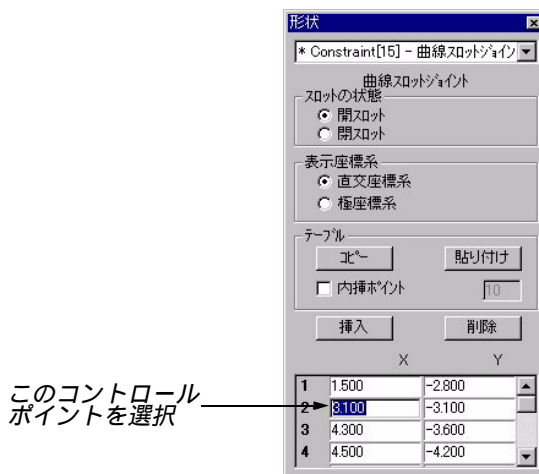 形状
* Constraint[15] - 曲線スロットジョイン
曲線スロットジョイント
スロットの状態
開スロット
閉スロット
表示座標系
直交座標系
極座標系
テーブル
コピー 貼り付け
内挿ポイント 10
挿入 削除
X Y
1 1.500 -2.800
2 3.100 -3.100
3 4.300 -3.600
4 4.500 -4.200
このコントロール
ポイントを選択